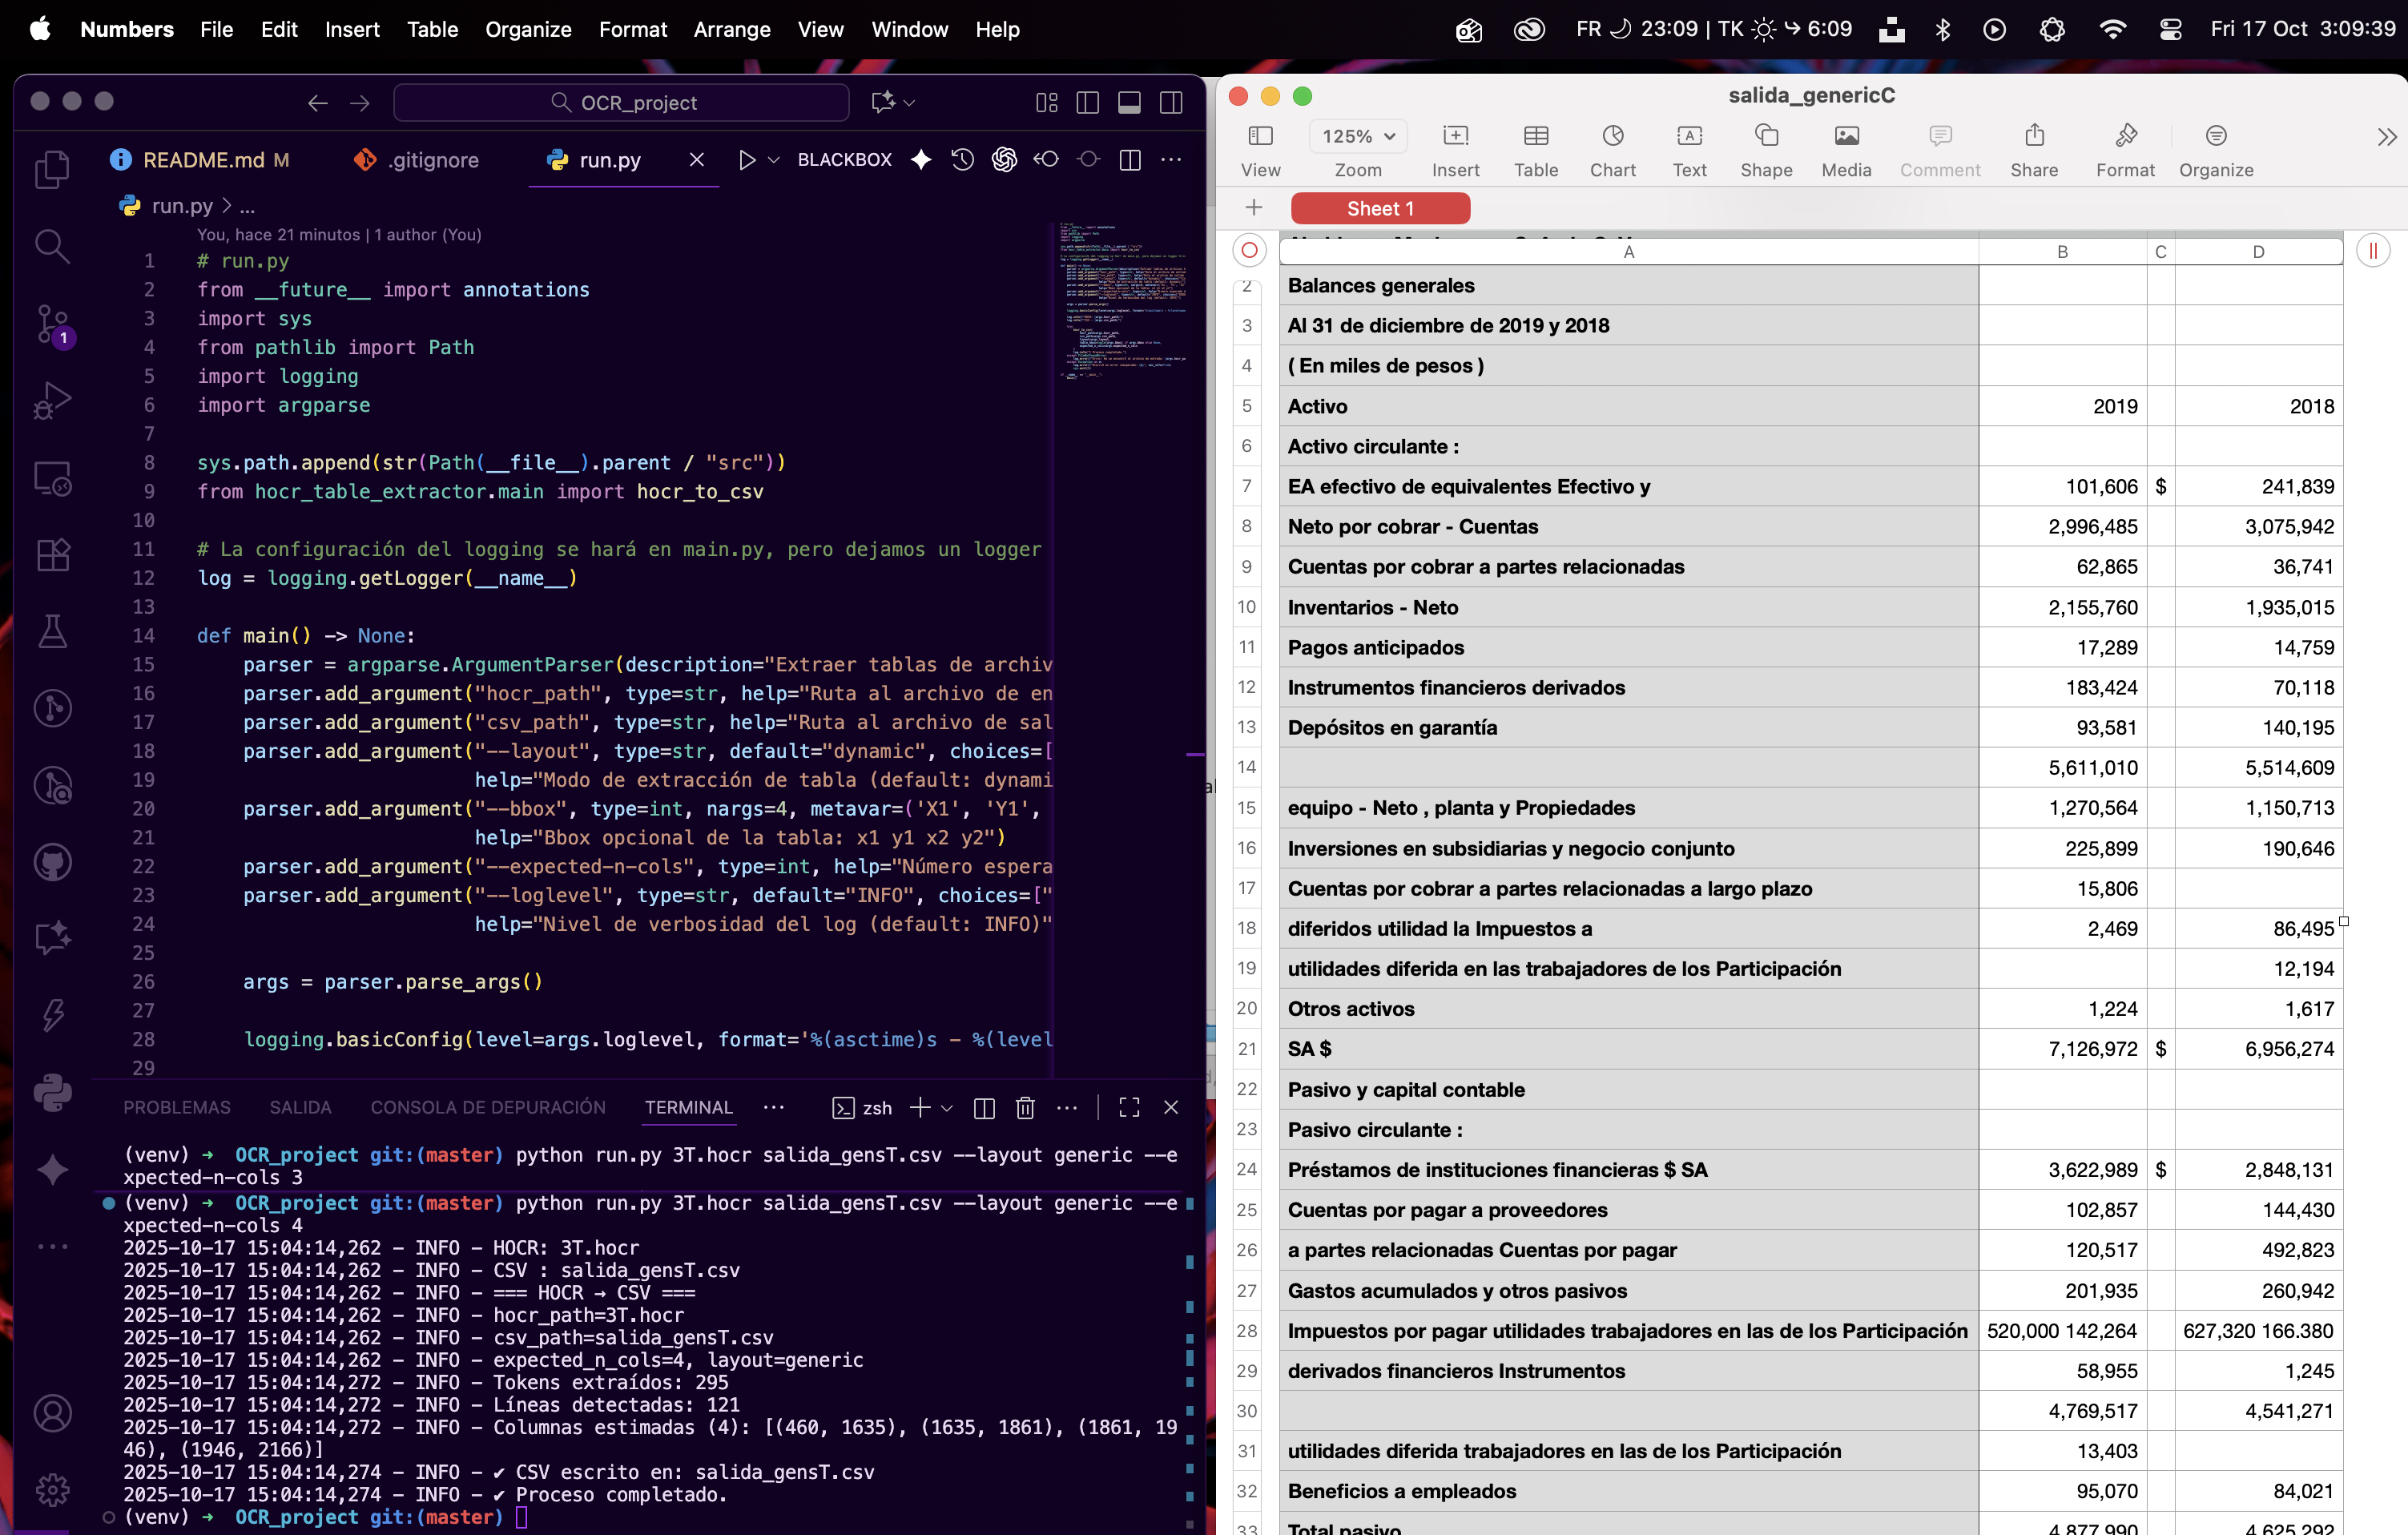 Numbers File Edit Insert Table Organize Format Arrange View Window Help
FR 23:09 | TK ↪ 6:09 Fri 17 Oct 3:09:39
OCR_project
README.md M .gitignore run.py BLACKBOX
run.py > ...
You, hace 21 minutos | 1 author (You)
1 # run.py
2 from __future__ import annotations
3 import sys
4 from pathlib import Path
5 import logging
6 import argparse
7
8 sys.path.append(str(Path(__file__).parent / "src"))
9 from hocr_table_extractor.main import hocr_to_csv
10
11 # La configuración del logging se hará en main.py, pero dejamos un logger
12 log = logging.getLogger(__name__)
13
14 def main() -> None:
15 parser = argparse.ArgumentParser(description="Extraer tablas de archiv
16 parser.add_argument("hocr_path", type=str, help="Ruta al archivo de en
17 parser.add_argument("csv_path", type=str, help="Ruta al archivo de sal
18 parser.add_argument("--layout", type=str, default="dynamic", choices=[
19 help="Modo de extracción de tabla (default: dynami
20 parser.add_argument("--bbox", type=int, nargs=4, metavar=('X1', 'Y1',
21 help="Bbox opcional de la tabla: x1 y1 x2 y2")
22 parser.add_argument("--expected-n-cols", type=int, help="Número espera
23 parser.add_argument("--loglevel", type=str, default="INFO", choices=["
24 help="Nivel de verbosidad del log (default: INFO)"
25
26 args = parser.parse_args()
27
28 logging.basicConfig(level=args.loglevel, format='%(asctime)s - %(level
29
1
PROBLEMAS SALIDA CONSOLA DE DEPURACIÓN TERMINAL ... zsh
(venv) → OCR_project git:(master) python run.py 3T.hocr salida_gensT.csv --layout generic --e
xpected-n-cols 3
(venv) → OCR_project git:(master) python run.py 3T.hocr salida_gensT.csv --layout generic --e
xpected-n-cols 4
2025-10-17 15:04:14,262 - INFO - HOCR: 3T.hocr
2025-10-17 15:04:14,262 - INFO - CSV : salida_gensT.csv
2025-10-17 15:04:14,262 - INFO - === HOCR → CSV ===
2025-10-17 15:04:14,262 - INFO - hocr_path=3T.hocr
2025-10-17 15:04:14,262 - INFO - csv_path=salida_gensT.csv
2025-10-17 15:04:14,262 - INFO - expected_n_cols=4, layout=generic
2025-10-17 15:04:14,272 - INFO - Tokens extraídos: 295
2025-10-17 15:04:14,272 - INFO - Líneas detectadas: 121
2025-10-17 15:04:14,272 - INFO - Columnas estimadas (4): [(460, 1635), (1635, 1861), (1861, 19
46), (1946, 2166)]
2025-10-17 15:04:14,274 - INFO - ✔ CSV escrito en: salida_gensT.csv
2025-10-17 15:04:14,274 - INFO - ✔ Proceso completado.
(venv) → OCR_project git:(master)
salida_genericC
125%
View Zoom Insert Table Chart Text Shape Media Comment Share Format Organize
+ Sheet 1
A B C D
2 Balances generales
3 Al 31 de diciembre de 2019 y 2018
4 ( En miles de pesos )
5 Activo 2019 2018
6 Activo circulante :
7 EA efectivo de equivalentes Efectivo y 101,606 $ 241,839
8 Neto por cobrar - Cuentas 2,996,485 3,075,942
9 Cuentas por cobrar a partes relacionadas 62,865 36,741
10 Inventarios - Neto 2,155,760 1,935,015
11 Pagos anticipados 17,289 14,759
12 Instrumentos financieros derivados 183,424 70,118
13 Depósitos en garantía 93,581 140,195
14 5,611,010 5,514,609
15 equipo - Neto , planta y Propiedades 1,270,564 1,150,713
16 Inversiones en subsidiarias y negocio conjunto 225,899 190,646
17 Cuentas por cobrar a partes relacionadas a largo plazo 15,806
18 diferidos utilidad la Impuestos a 2,469 86,495
19 utilidades diferida en las trabajadores de los Participación 12,194
20 Otros activos 1,224 1,617
21 SA $ 7,126,972 $ 6,956,274
22 Pasivo y capital contable
23 Pasivo circulante :
24 Préstamos de instituciones financieras $ SA 3,622,989 $ 2,848,131
25 Cuentas por pagar a proveedores 102,857 144,430
26 a partes relacionadas Cuentas por pagar 120,517 492,823
27 Gastos acumulados y otros pasivos 201,935 260,942
28 Impuestos por pagar utilidades trabajadores en las de los Participación 520,000 142,264 627,320 166.380
29 derivados financieros Instrumentos 58,955 1,245
30 4,769,517 4,541,271
31 utilidades diferida trabajadores en las de los Participación 13,403
32 Beneficios a empleados 95,070 84,021
33 Total pasivo 4,877,990 4,625,292